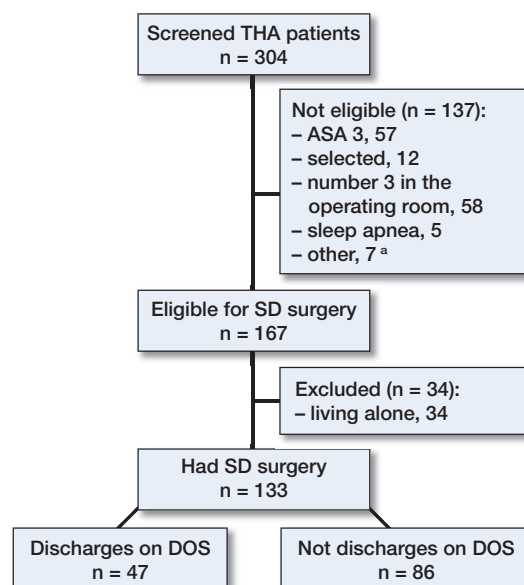 Screened THA patients
n = 304
Not eligible (n = 137):
– ASA 3, 57
– selected, 12
– number 3 in the
operating room, 58
– sleep apnea, 5
– other, 7 a
Eligible for SD surgery
n = 167
Excluded (n = 34):
– living alone, 34
Had SD surgery
n = 133
Discharges on DOS
n = 47
Not discharges on DOS
n = 86